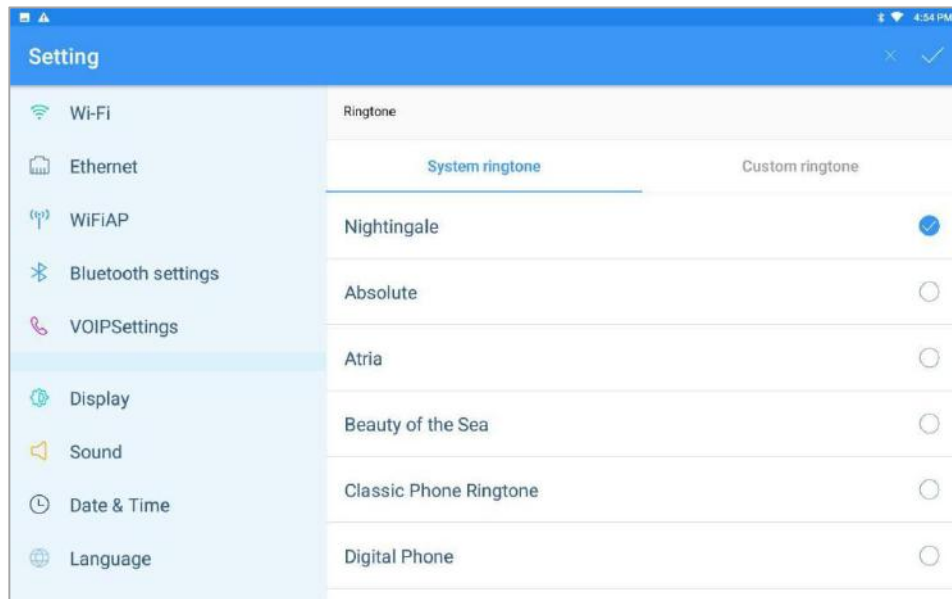 4:54 PM
Setting
Wi-Fi
Ethernet
WiFiAP
Bluetooth settings
VOIPSettings
Display
Sound
Date & Time
Language
Ringtone
System ringtone
Custom ringtone
Nightingale
Absolute
Atria
Beauty of the Sea
Classic Phone Ringtone
Digital Phone